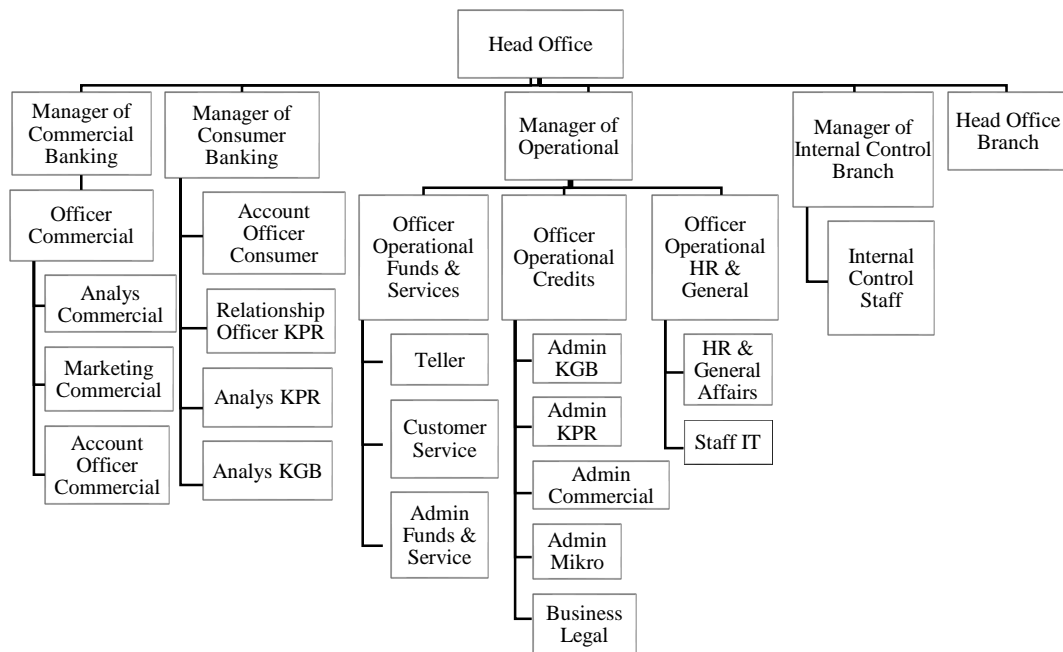 Head Office
Manager of
Commercial
Banking
Manager of
Consumer
Banking
Manager of
Operational
Manager of
Internal Control
Branch
Head Office
Branch
Officer
Commercial
Analys
Commercial
Marketing
Commercial
Account
Officer
Commercial
Account
Officer
Consumer
Relationship
Officer KPR
Analys KPR
Analys KGB
Officer
Operational
Funds &
Services
Teller
Customer
Service
Admin
Funds &
Service
Officer
Operational
Credits
Admin
KGB
Admin
KPR
Admin
Commercial
Admin
Mikro
Business
Legal
Officer
Operational
HR &
General
HR &
General
Affairs
Staff IT
Internal
Control
Staff